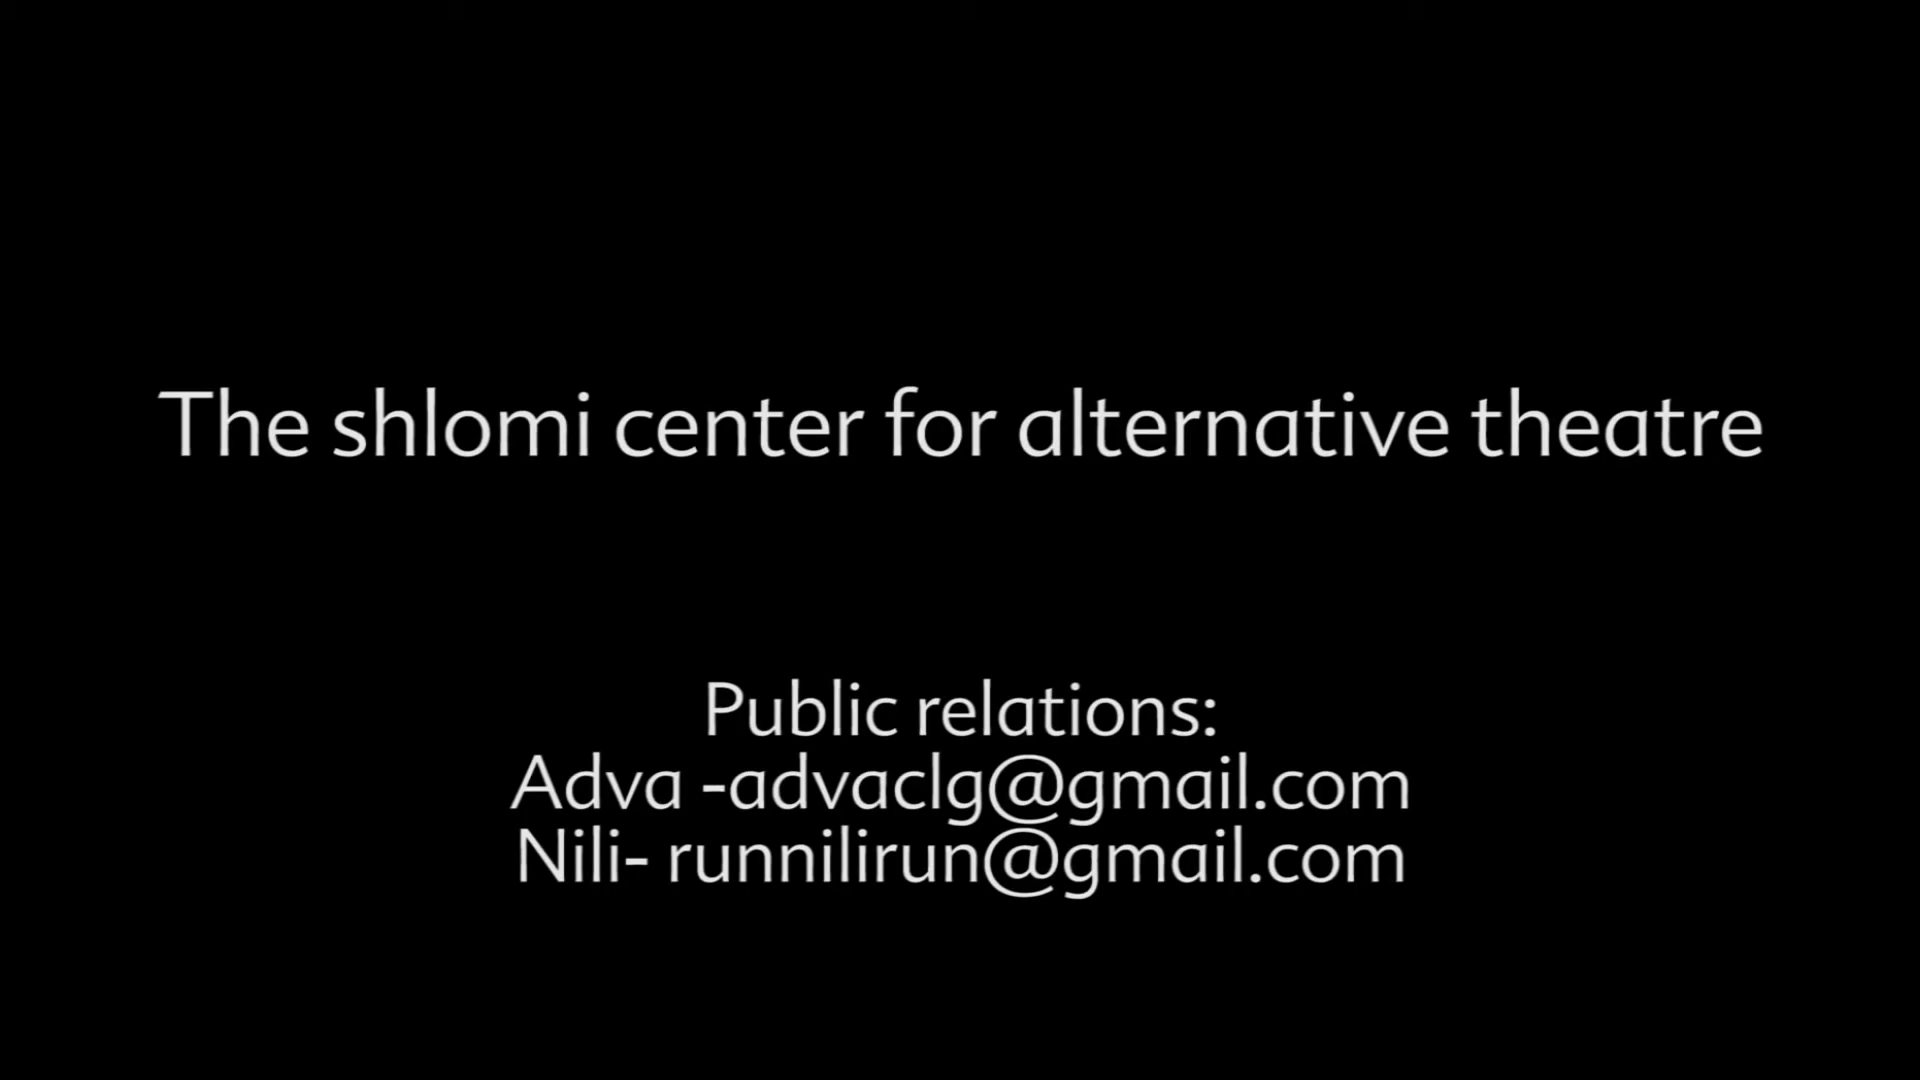 The shlomi center for alternative theatre
Public relations:
Adva -advaclg@gmail.com
Nili- runnilirun@gmail.com